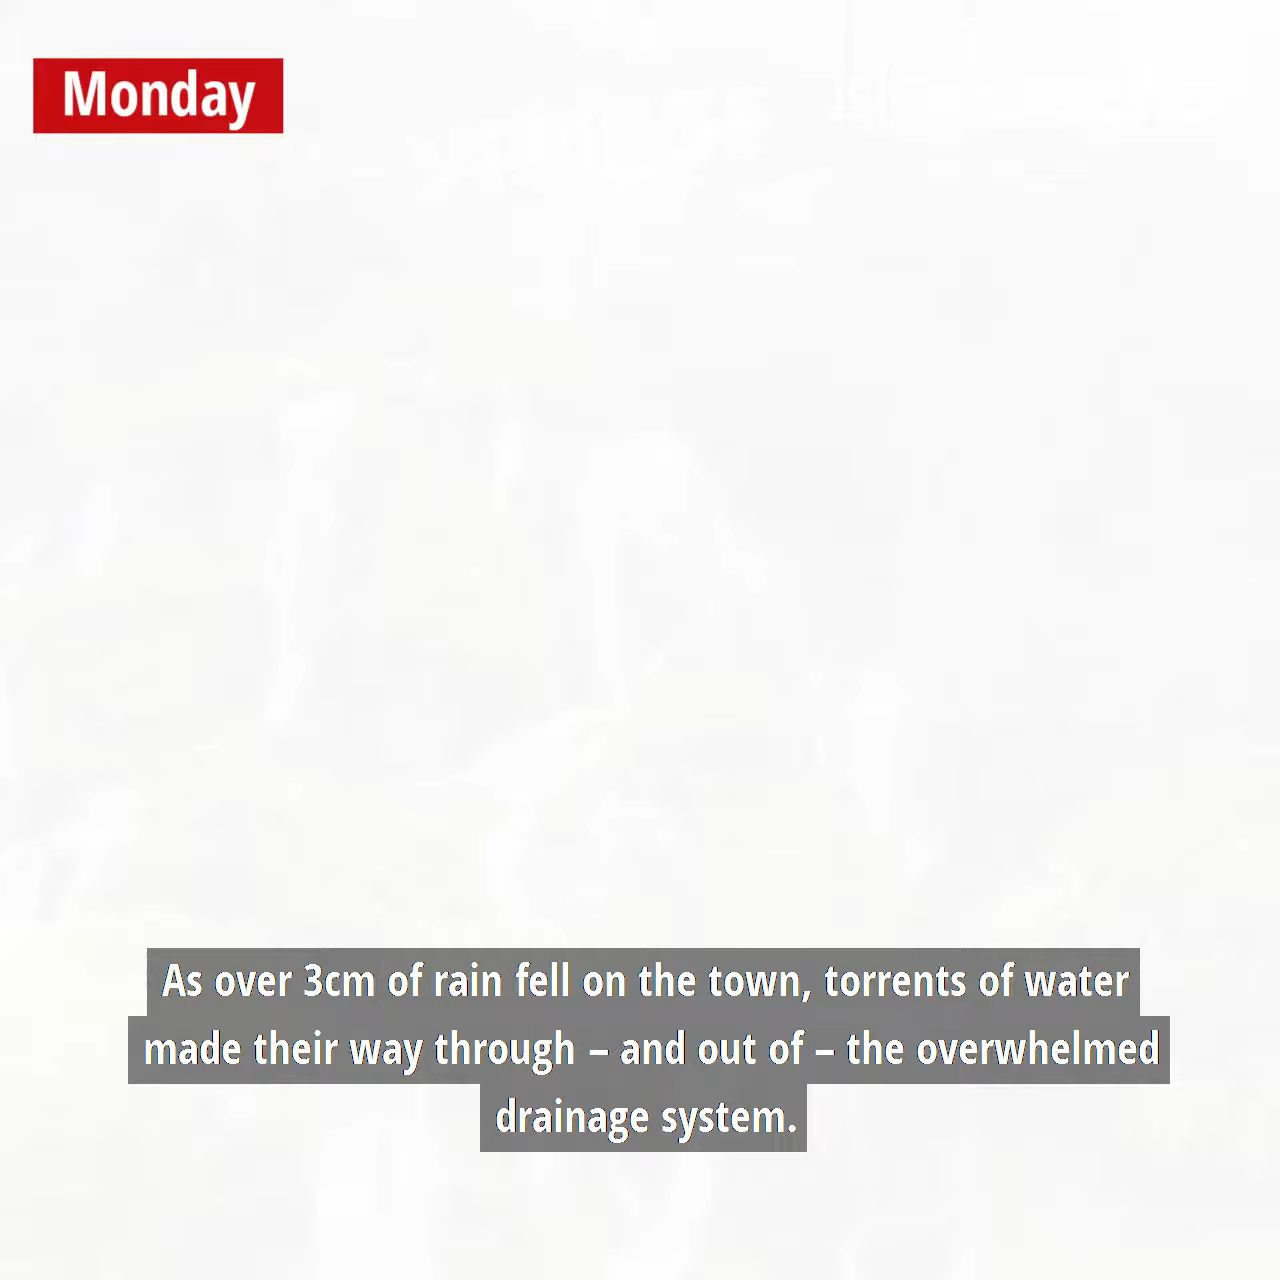 Monday
As over 3cm of rain fell on the town, torrents of water
made their way through – and out of – the overwhelmed
drainage system.